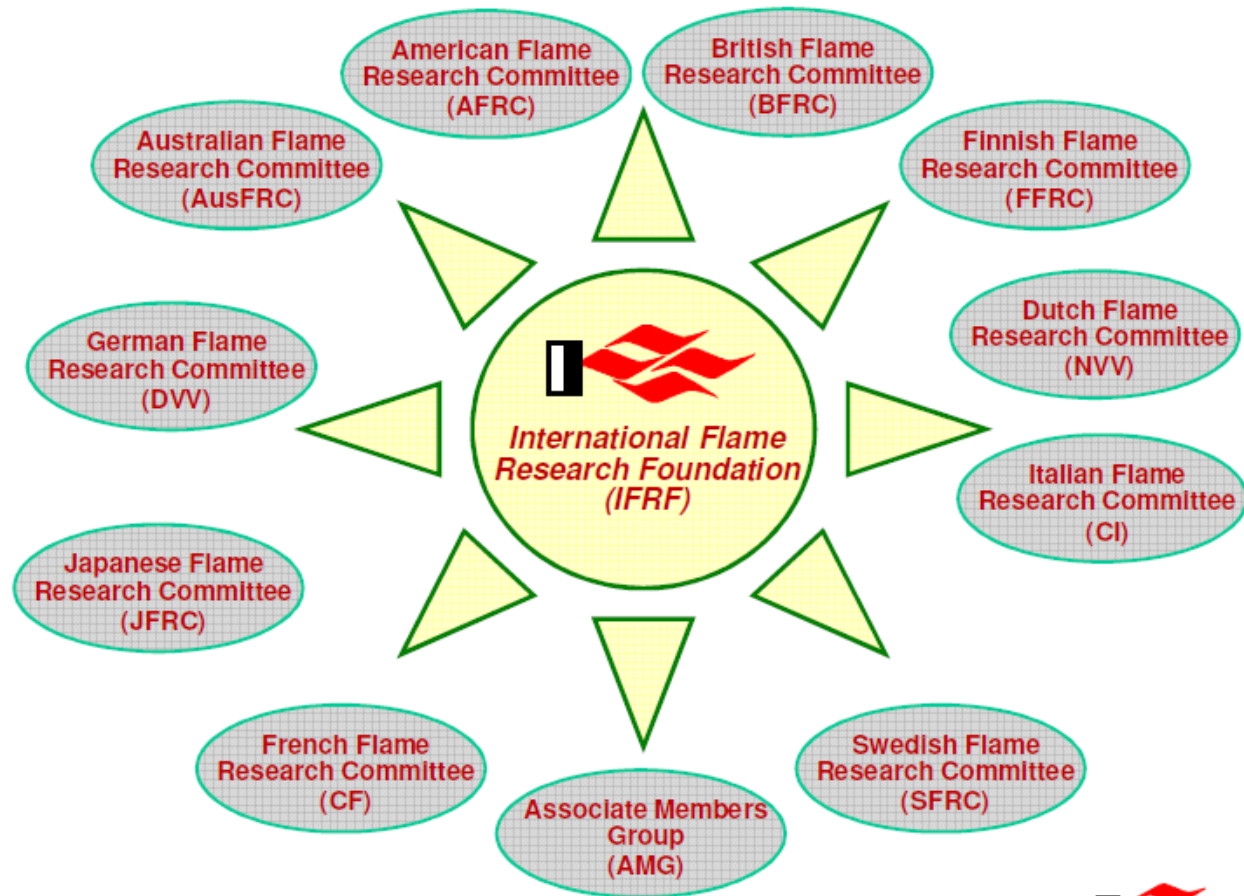 American Flame
Research Committee
(AFRC)
British Flame
Research Committee
(BFRC)
Australian Flame
Research Committee
(AusFRC)
Finnish Flame
Research Committee
(FFRC)
German Flame
Research Committee
(DVV)
Dutch Flame
Research Committee
(NVV)
International Flame
Research Foundation
(IFRF)
Italian Flame
Research Committee
(CI)
Japanese Flame
Research Committee
(JFRC)
French Flame
Research Committee
(CF)
Associate Members
Group
(AMG)
Swedish Flame
Research Committee
(SFRC)